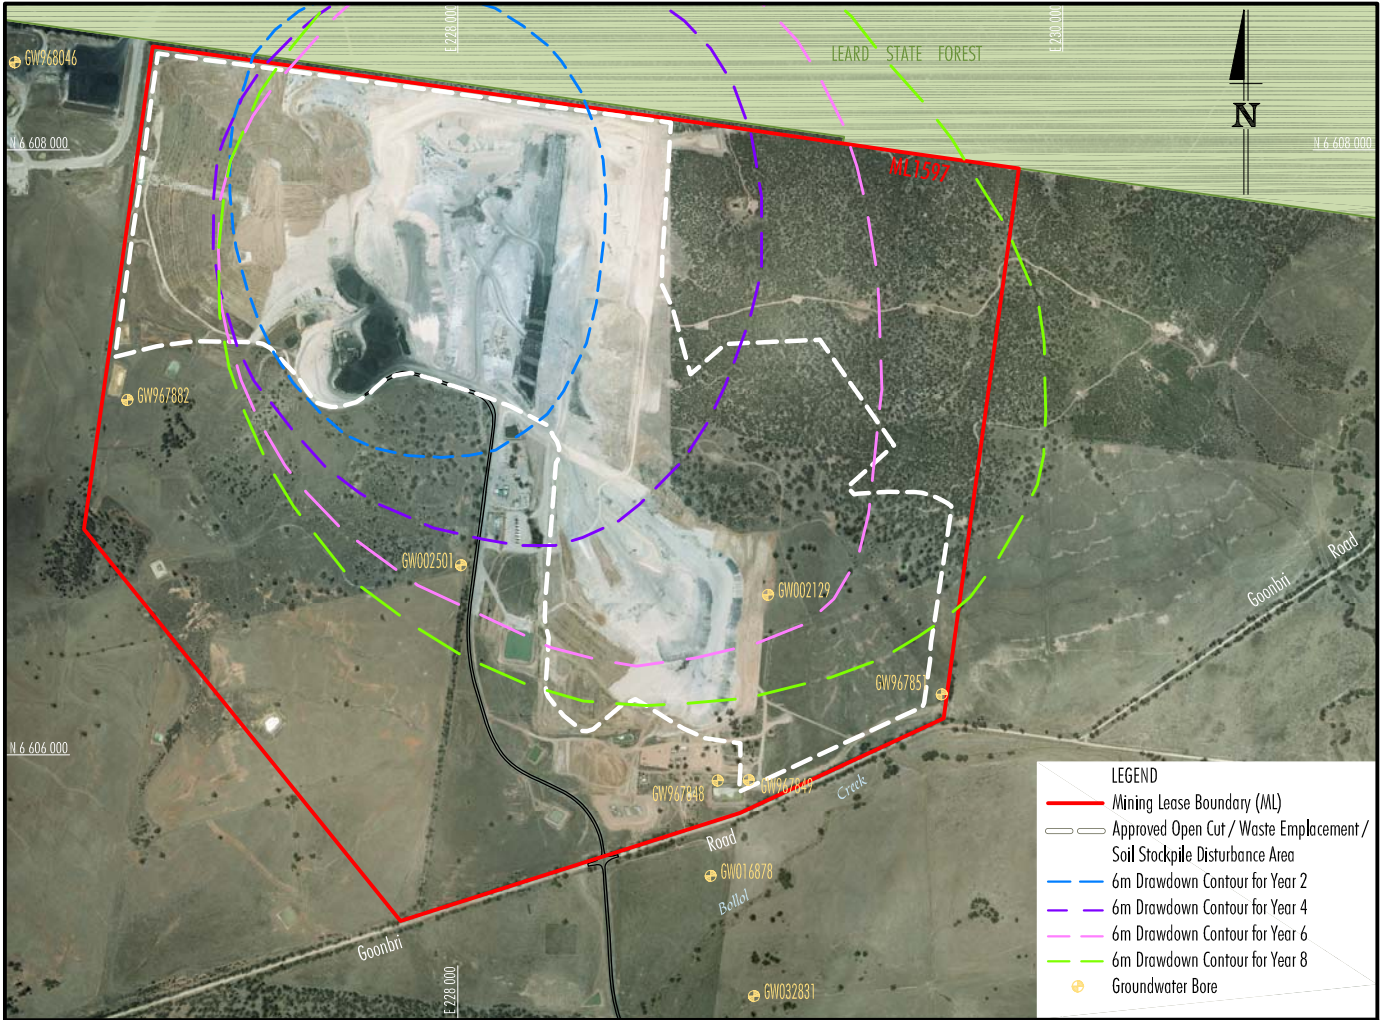 E 228 000
E 230 000
LEARD STATE FOREST
GW968046
N
N 6 608 000
N 6 608 000
ML1597
GW967882
GW002501
GW002129
Goonbri Road
GW967851
N 6 606 000
GW967848
GW967849
Creek
Road
GW016878
Bollol
Goonbri
E 228 000
GW032831
LEGEND
Mining Lease Boundary (ML)
Approved Open Cut / Waste Emplacement /
Soil Stockpile Disturbance Area
6m Drawdown Contour for Year 2
6m Drawdown Contour for Year 4
6m Drawdown Contour for Year 6
6m Drawdown Contour for Year 8
Groundwater Bore